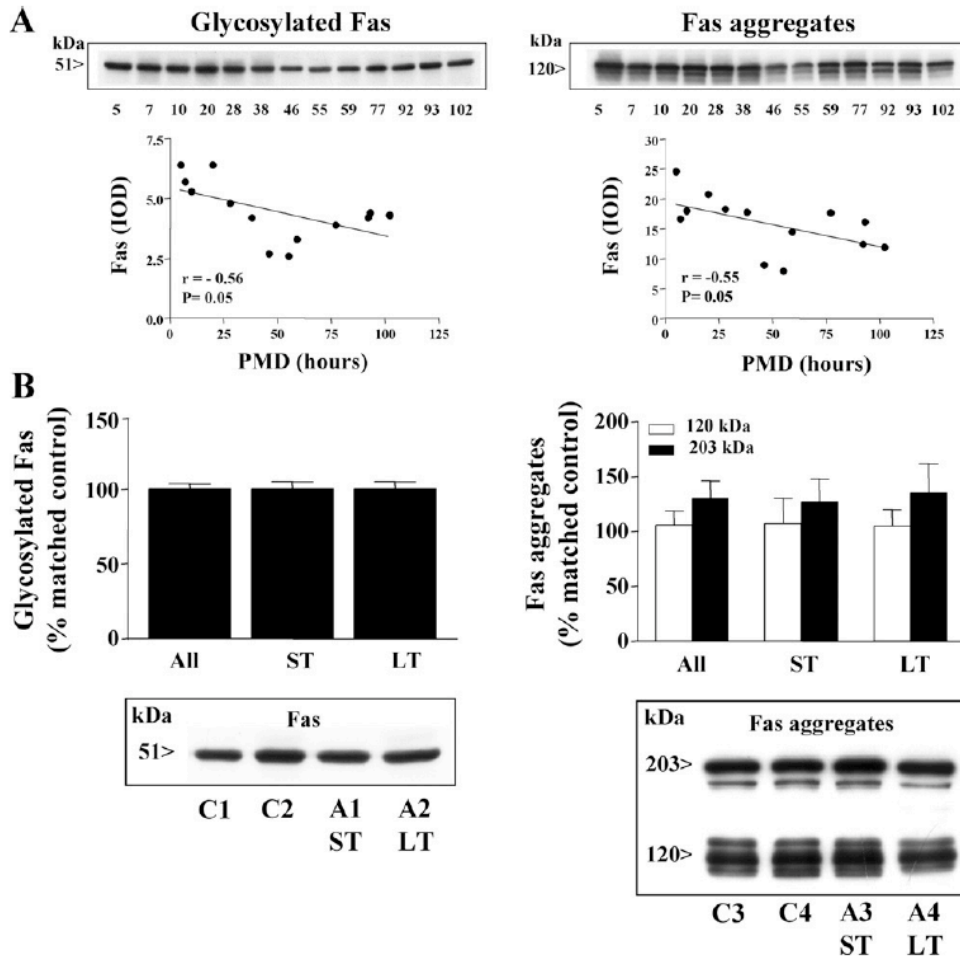 A
Glycosylated Fas
kDa
51>
5 7 10 20 28 38 46 55 59 77 92 93 102
7.5
5.0
2.5
0.0
Fas (IOD)
r = - 0.56
P= 0.05
0 25 50 75 100 125
PMD (hours)
Fas aggregates
kDa
120>
5 7 10 20 28 38 46 55 59 77 92 93 102
30
25
20
15
10
5
0
Fas (IOD)
r = -0.55
P= 0.05
0 25 50 75 100 125
PMD (hours)
B
Glycosylated Fas
(% matched control)
150
100
50
0
All ST LT
kDa
Fas
51>
C1 C2 A1 A2
ST LT
Fas aggregates
(% matched control)
200
150
100
50
0
120 kDa
203 kDa
All ST LT
kDa
Fas aggregates
203>
120>
C3 C4 A3 A4
ST LT